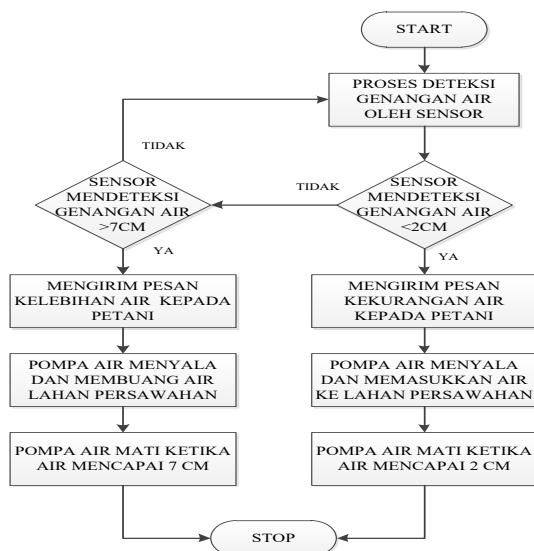 START
PROSES DETEKSI
GENANGAN AIR
OLEH SENSOR
TIDAK
SENSOR
MENDETEKSI
GENANGAN AIR
>7CM
TIDAK
SENSOR
MENDETEKSI
GENANGAN AIR
<2CM
YA
YA
MENGIRIM PESAN
KELEBIHAN AIR KEPADA
PETANI
MENGIRIM PESAN
KEKURANGAN AIR
KEPADA PETANI
POMPA AIR MENYALA
DAN MEMBUANG AIR
LAHAN PERSAWAHAN
POMPA AIR MENYALA
DAN MEMASUKKAN AIR
KE LAHAN PERSAWAHAN
POMPA AIR MATI KETIKA
AIR MENCAPAI 7 CM
POMPA AIR MATI KETIKA
AIR MENCAPAI 2 CM
STOP